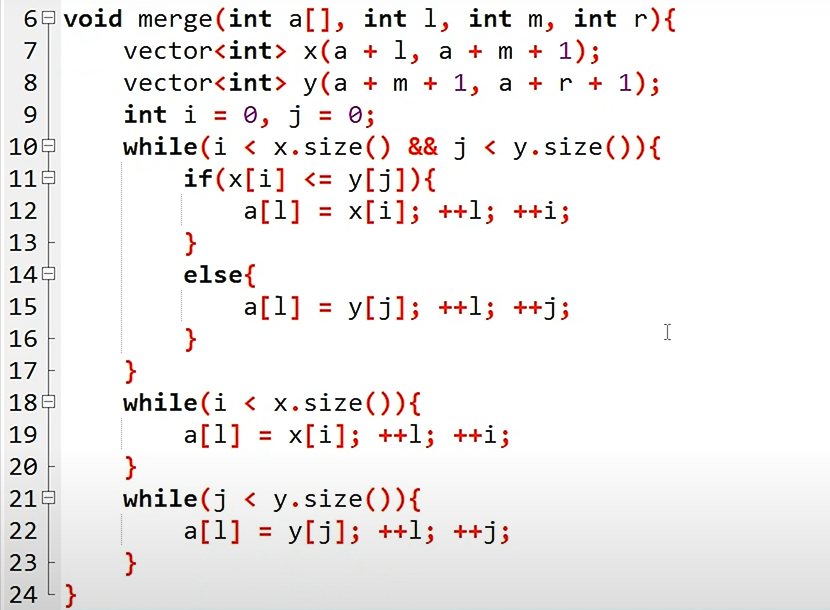 6 void merge(int a[], int l, int m, int r){
7     vector<int> x(a + l, a + m + 1);
8     vector<int> y(a + m + 1, a + r + 1);
9     int i = 0, j = 0;
10     while(i < x.size() && j < y.size()){
11         if(x[i] <= y[j]){
12             a[l] = x[i]; ++l; ++i;
13         }
14         else{
15             a[l] = y[j]; ++l; ++j;
16         }
17     }
18     while(i < x.size()){
19         a[l] = x[i]; ++l; ++i;
20     }
21     while(j < y.size()){
22         a[l] = y[j]; ++l; ++j;
23     }
24 }